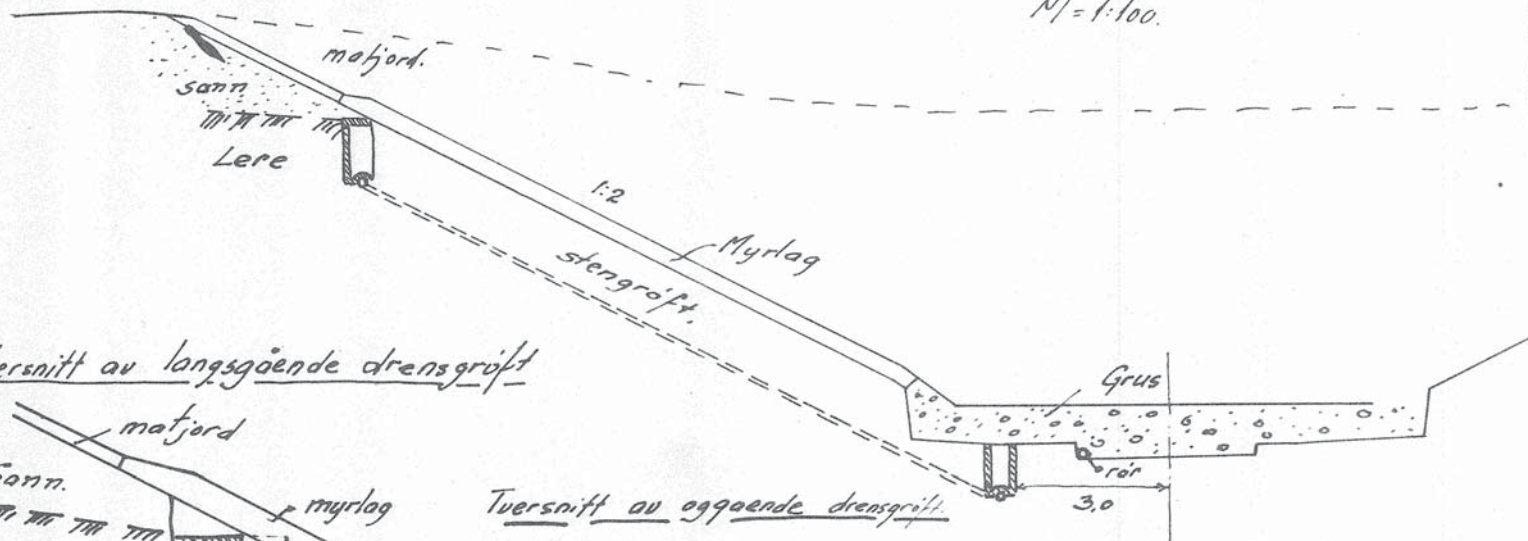 M = 1:100.
matjord.
sann
Lere
1:2
Myrlag
stengrøft.
ersnitt av langsgående drensgrøft
Grus
matjord
Sann.
rør
myrlag
Tversnitt av oggaende drensgrøft.
3,0